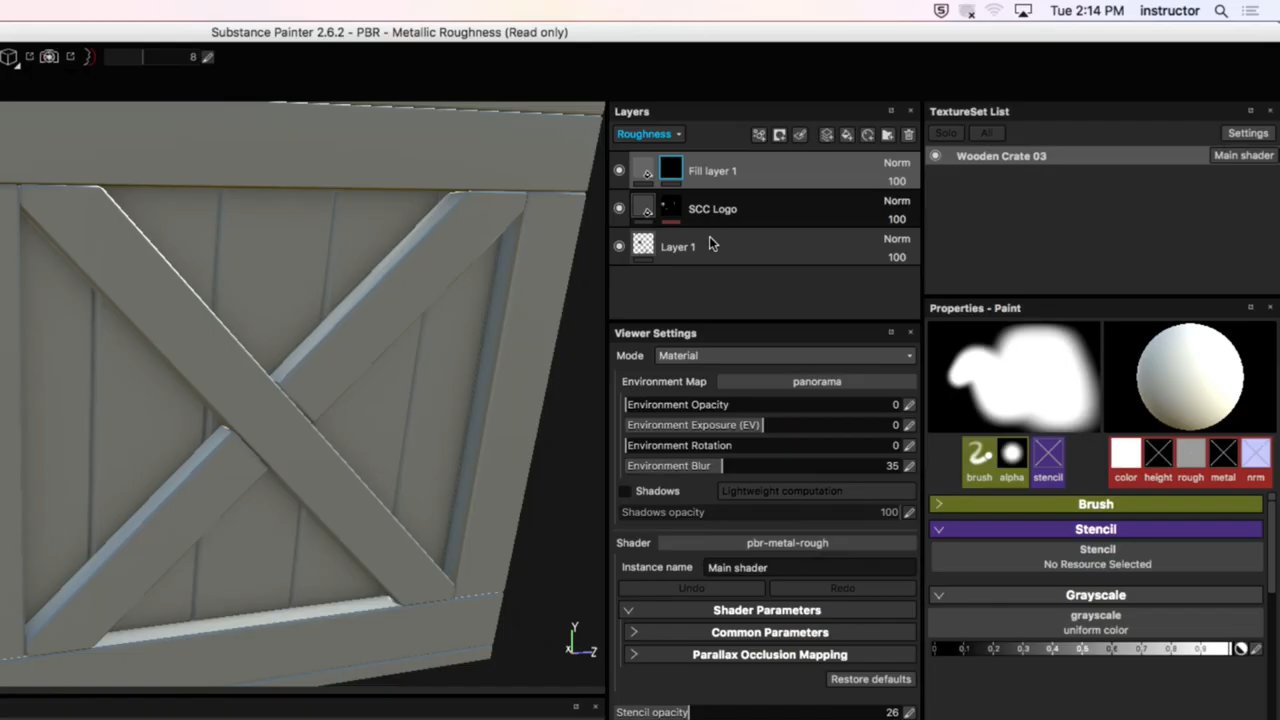 Tue 2:14 PM instructor
Substance Painter 2.6.2 - PBR - Metallic Roughness (Read only)
8
Layers
Roughness
Fill layer 1
Norm
100
SCC Logo
Norm
100
Layer 1
Norm
100
TextureSet List
Solo All Settings
Wooden Crate 03 Main shader
Viewer Settings
Mode Material
Environment Map panorama
Environment Opacity 0
Environment Exposure (EV) 0
Environment Rotation 0
Environment Blur 35
Shadows Lightweight computation
Shadows opacity 100
Shader pbr-metal-rough
Instance name Main shader
Undo Redo
Shader Parameters
Common Parameters
Parallax Occlusion Mapping
Restore defaults
Stencil opacity 26
Properties - Paint
brush alpha stencil color height rough metal nrm
Brush
Stencil
Stencil
No Resource Selected
Grayscale
grayscale
uniform color
0 0.1 0.2 0.3 0.4 0.5 0.6 0.7 0.8 0.9
Y
X Z